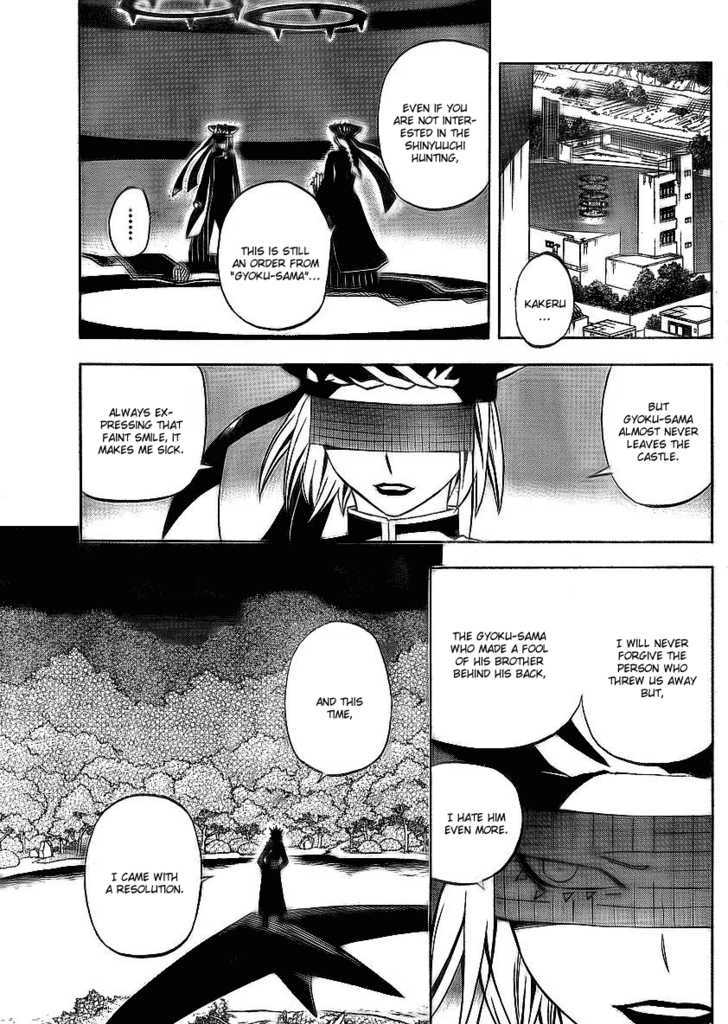 KAKERU
...
EVEN IF YOU
ARE NOT INTER-
ESTED IN THE
SHINYUUCHI
HUNTING,
THIS IS STILL
AN ORDER FROM
"GYOKU-SAMA"...
.....
BUT
GYOKU-SAMA
ALMOST NEVER
LEAVES THE
CASTLE.
ALWAYS EX-
PRESSING THAT
FAINT SMILE, IT
MAKES ME SICK.
I WILL NEVER
FORGIVE THE
PERSON WHO
THREW US AWAY
BUT,
THE GYOKU-SAMA
WHO MADE A FOOL
OF HIS BROTHER
BEHIND HIS BACK,
I HATE HIM
EVEN MORE.
AND THIS
TIME,
I CAME WITH
A RESOLUTION.